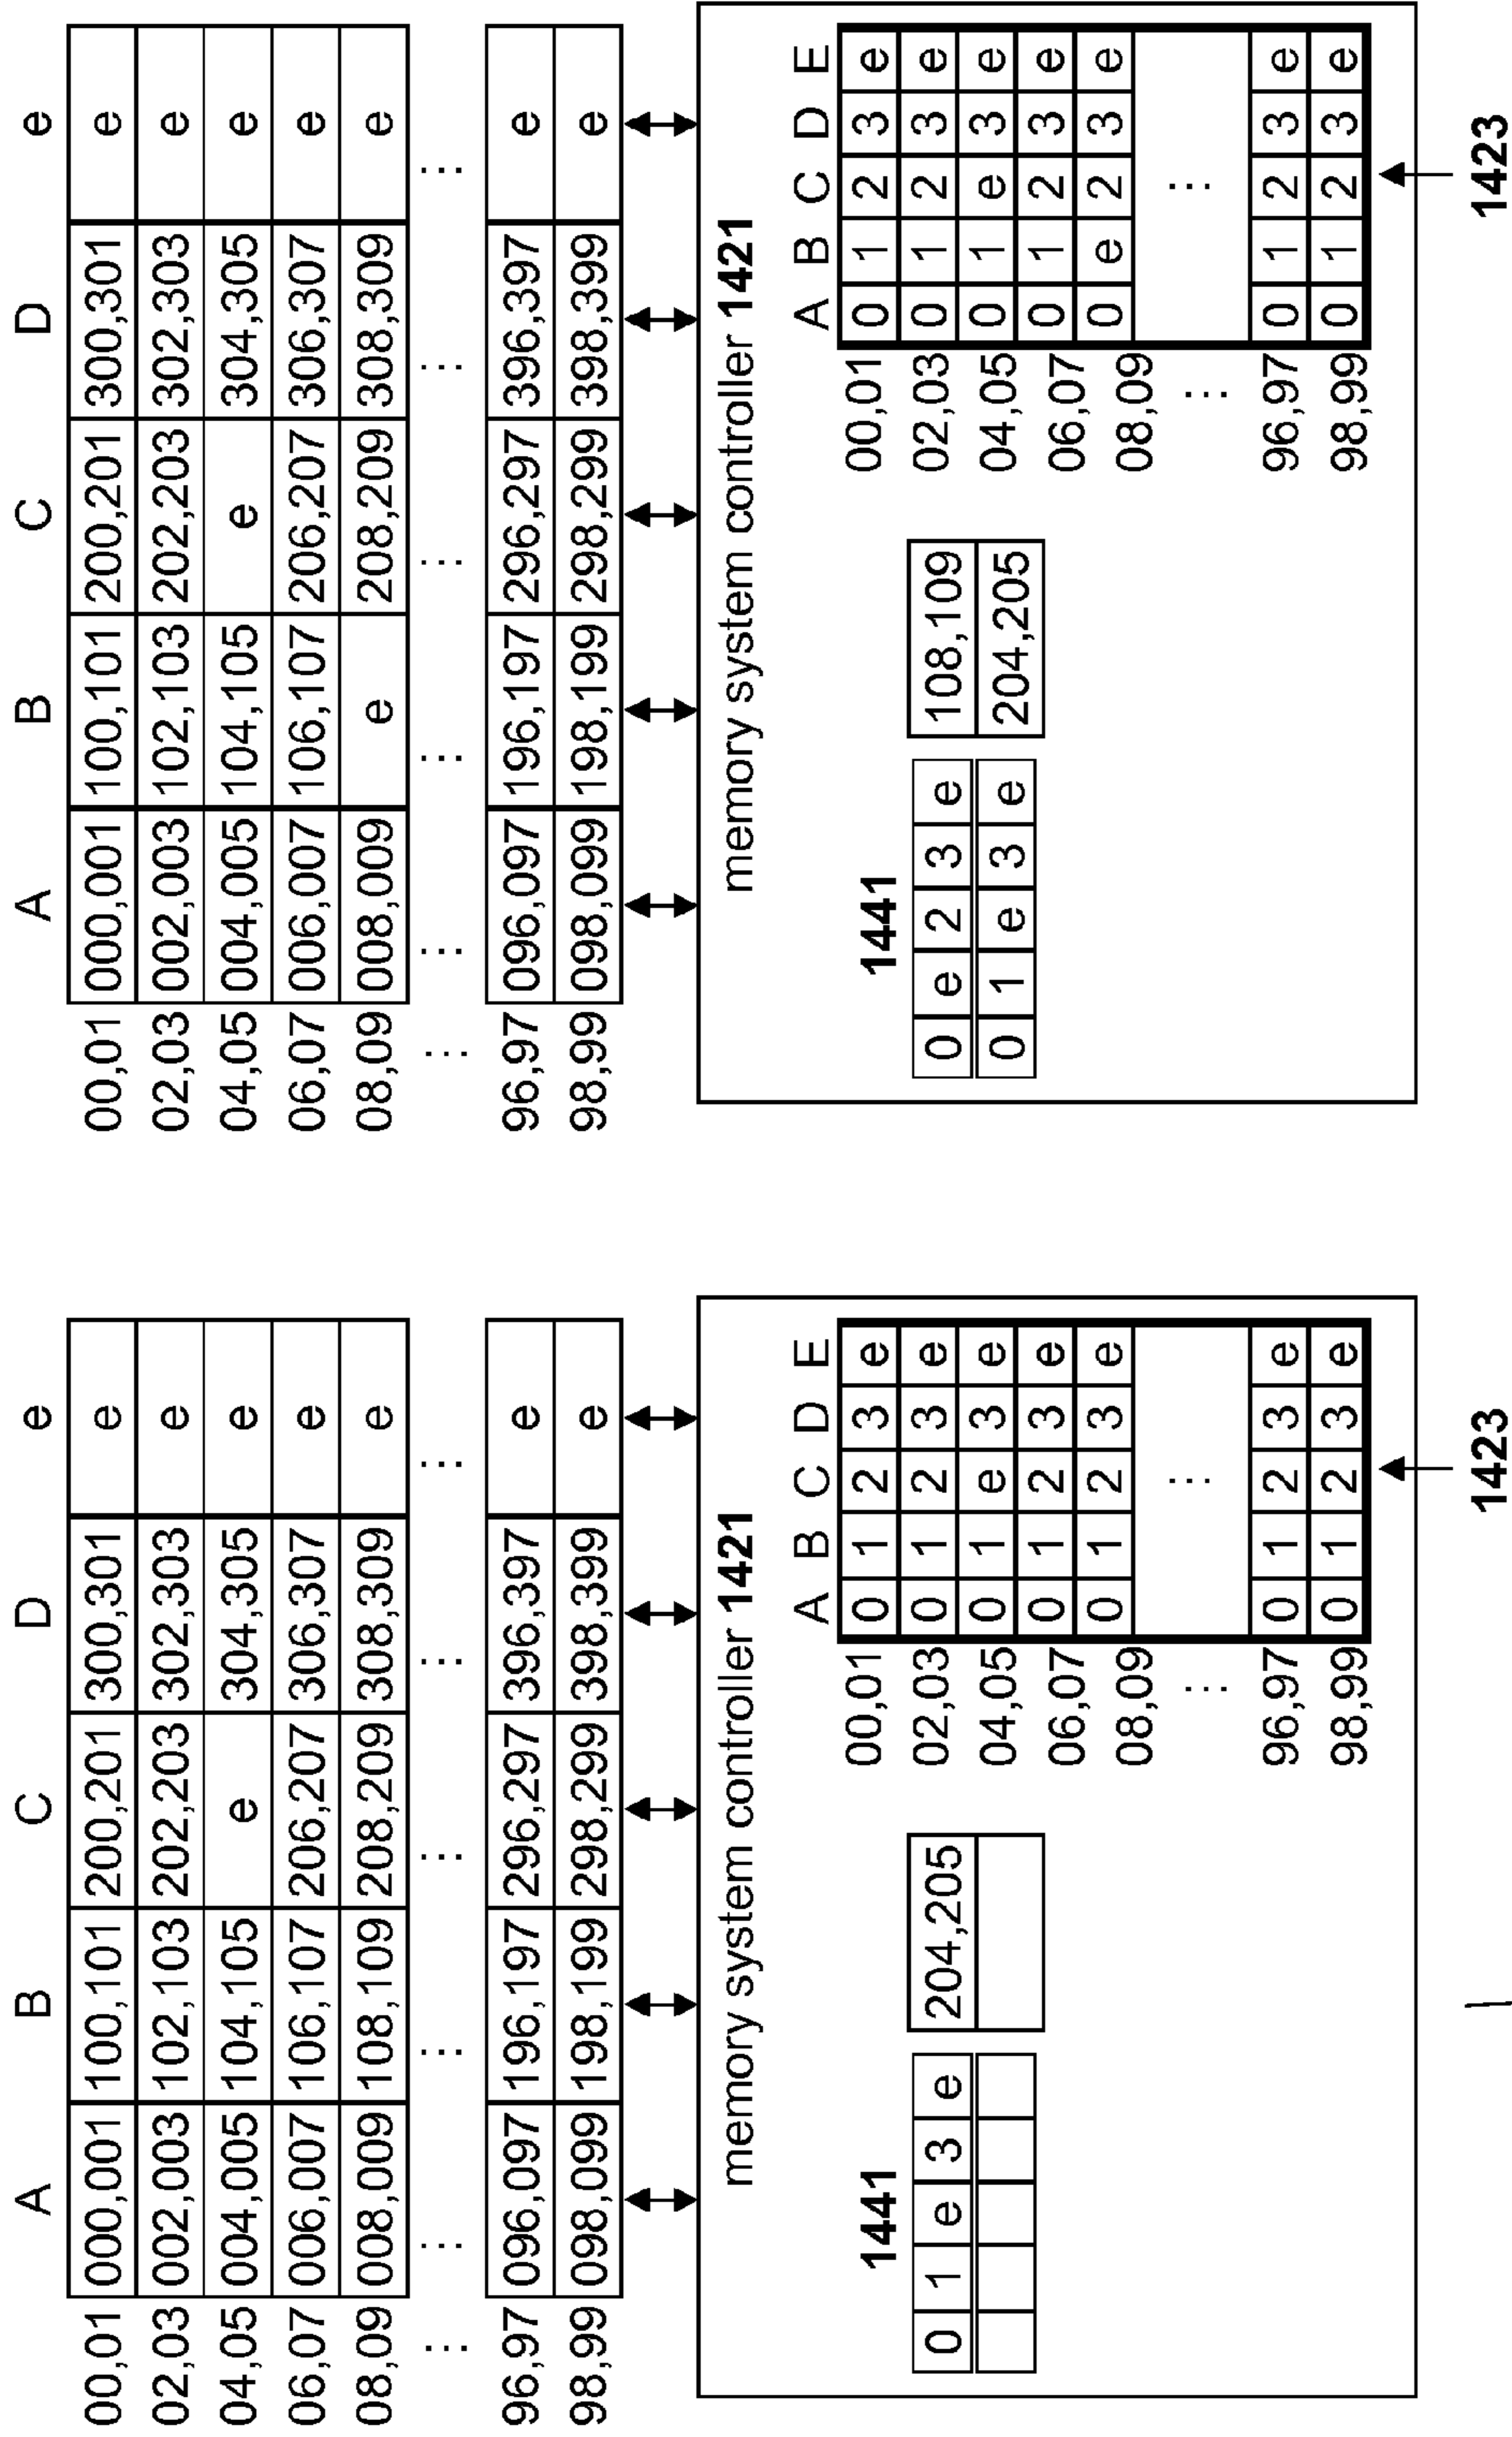 A B C D e
00,01 000,001 100,101 200,201 300,301 e
02,03 002,003 102,103 202,203 302,303 e
04,05 004,005 104,105 e 304,305 e
06,07 006,007 106,107 206,207 306,307 e
08,09 008,009 108,109 208,209 308,309 e
... ... ... ... ... ...
96,97 096,097 196,197 296,297 396,397 e
98,99 098,099 198,199 298,299 398,399 e
memory system controller 1421
A B C D E
1441
00,01 0 1 2 3 e
0 1 e 3 e 204,205
02,03 0 1 2 3 e
04,05 0 1 e 3 e
06,07 0 1 2 3 e
08,09 0 1 2 3 e
... ...
96,97 0 1 2 3 e
98,99 0 1 2 3 e
1423
A B C D e
00,01 000,001 100,101 200,201 300,301 e
02,03 002,003 102,103 202,203 302,303 e
04,05 004,005 104,105 e 304,305 e
06,07 006,007 106,107 206,207 306,307 e
08,09 008,009 e 208,209 308,309 e
... ... ... ... ... ...
96,97 096,097 196,197 296,297 396,397 e
98,99 098,099 198,199 298,299 398,399 e
memory system controller 1421
A B C D E
1441
00,01 0 1 2 3 e
0 e 2 3 e 108,109
02,03 0 1 2 3 e
0 1 e 3 e 204,205
04,05 0 1 e 3 e
06,07 0 1 2 3 e
08,09 0 e 2 3 e
... ...
96,97 0 1 2 3 e
98,99 0 1 2 3 e
1423